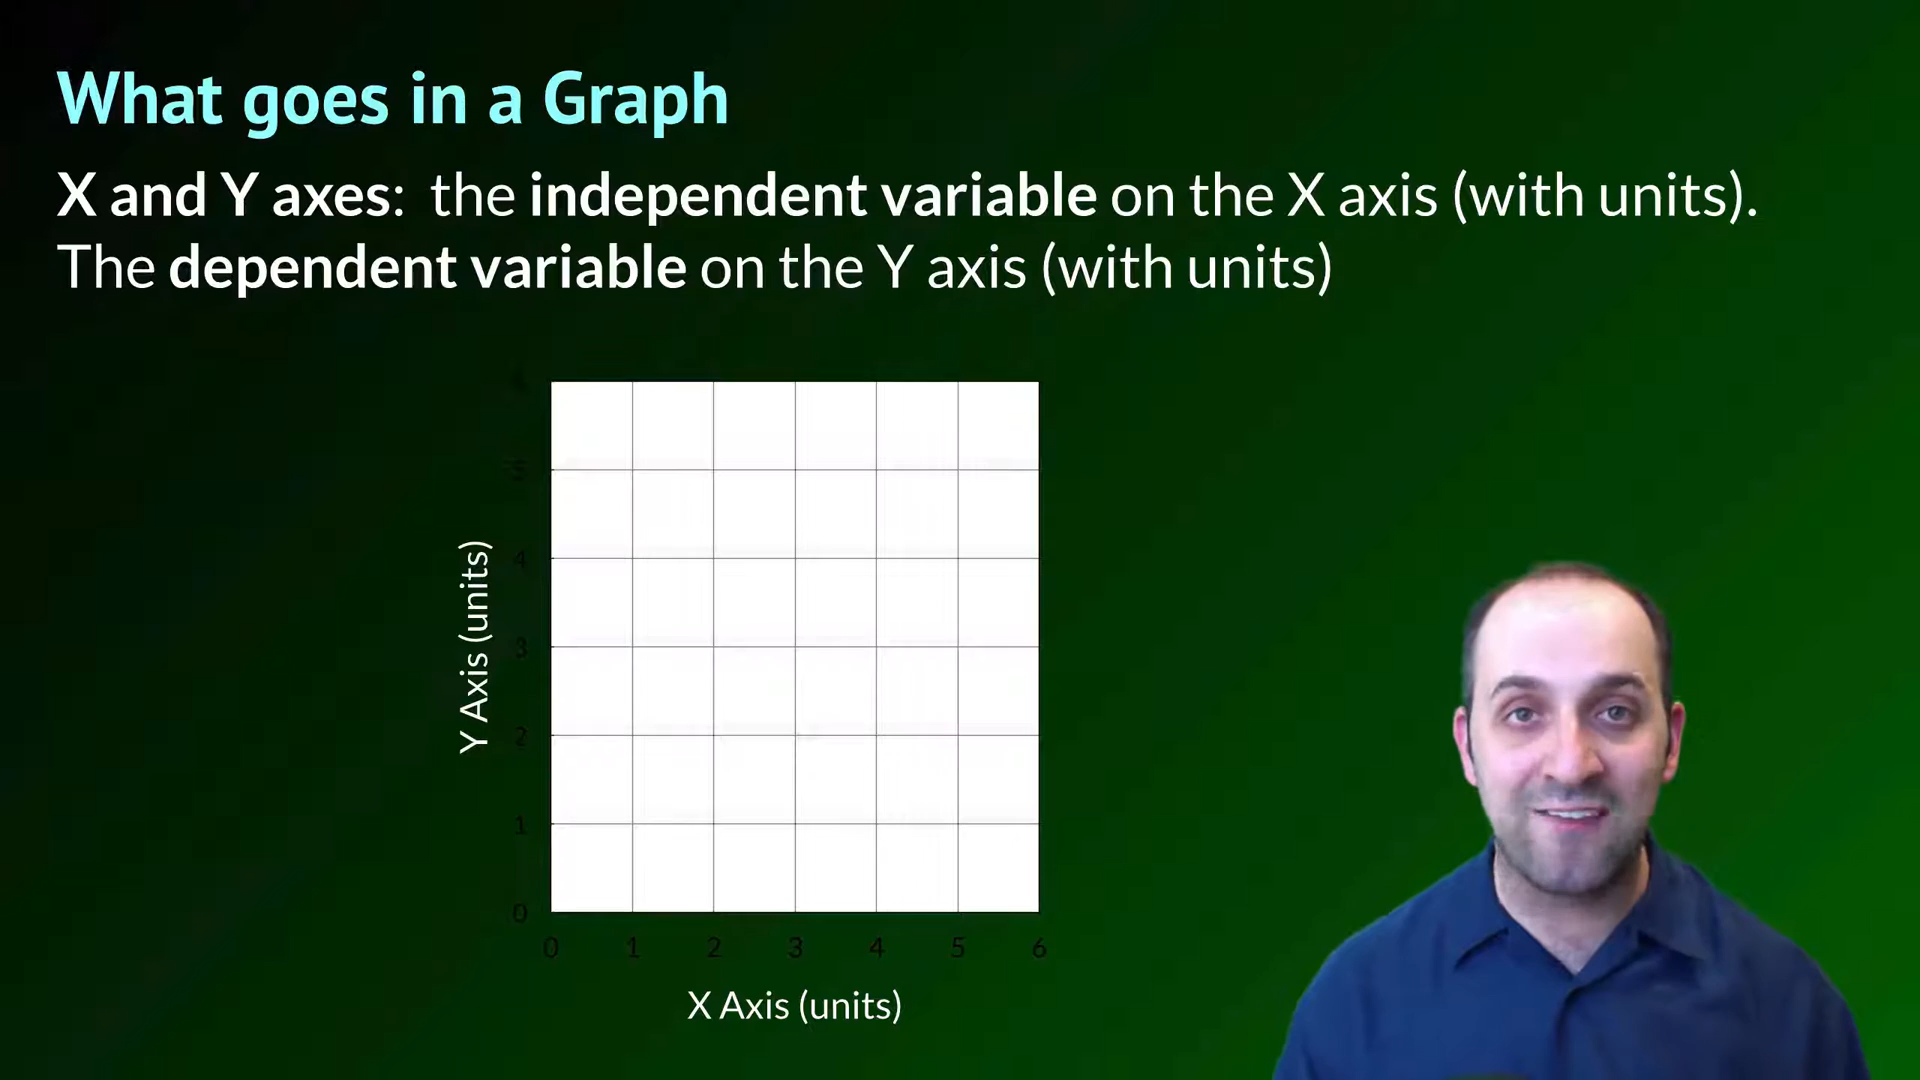 What goes in a Graph
X and Y axes: the independent variable on the X axis (with units).
The dependent variable on the Y axis (with units)
5
4
3
2
1
0
Y Axis (units)
0 1 2 3 4 5 6
X Axis (units)